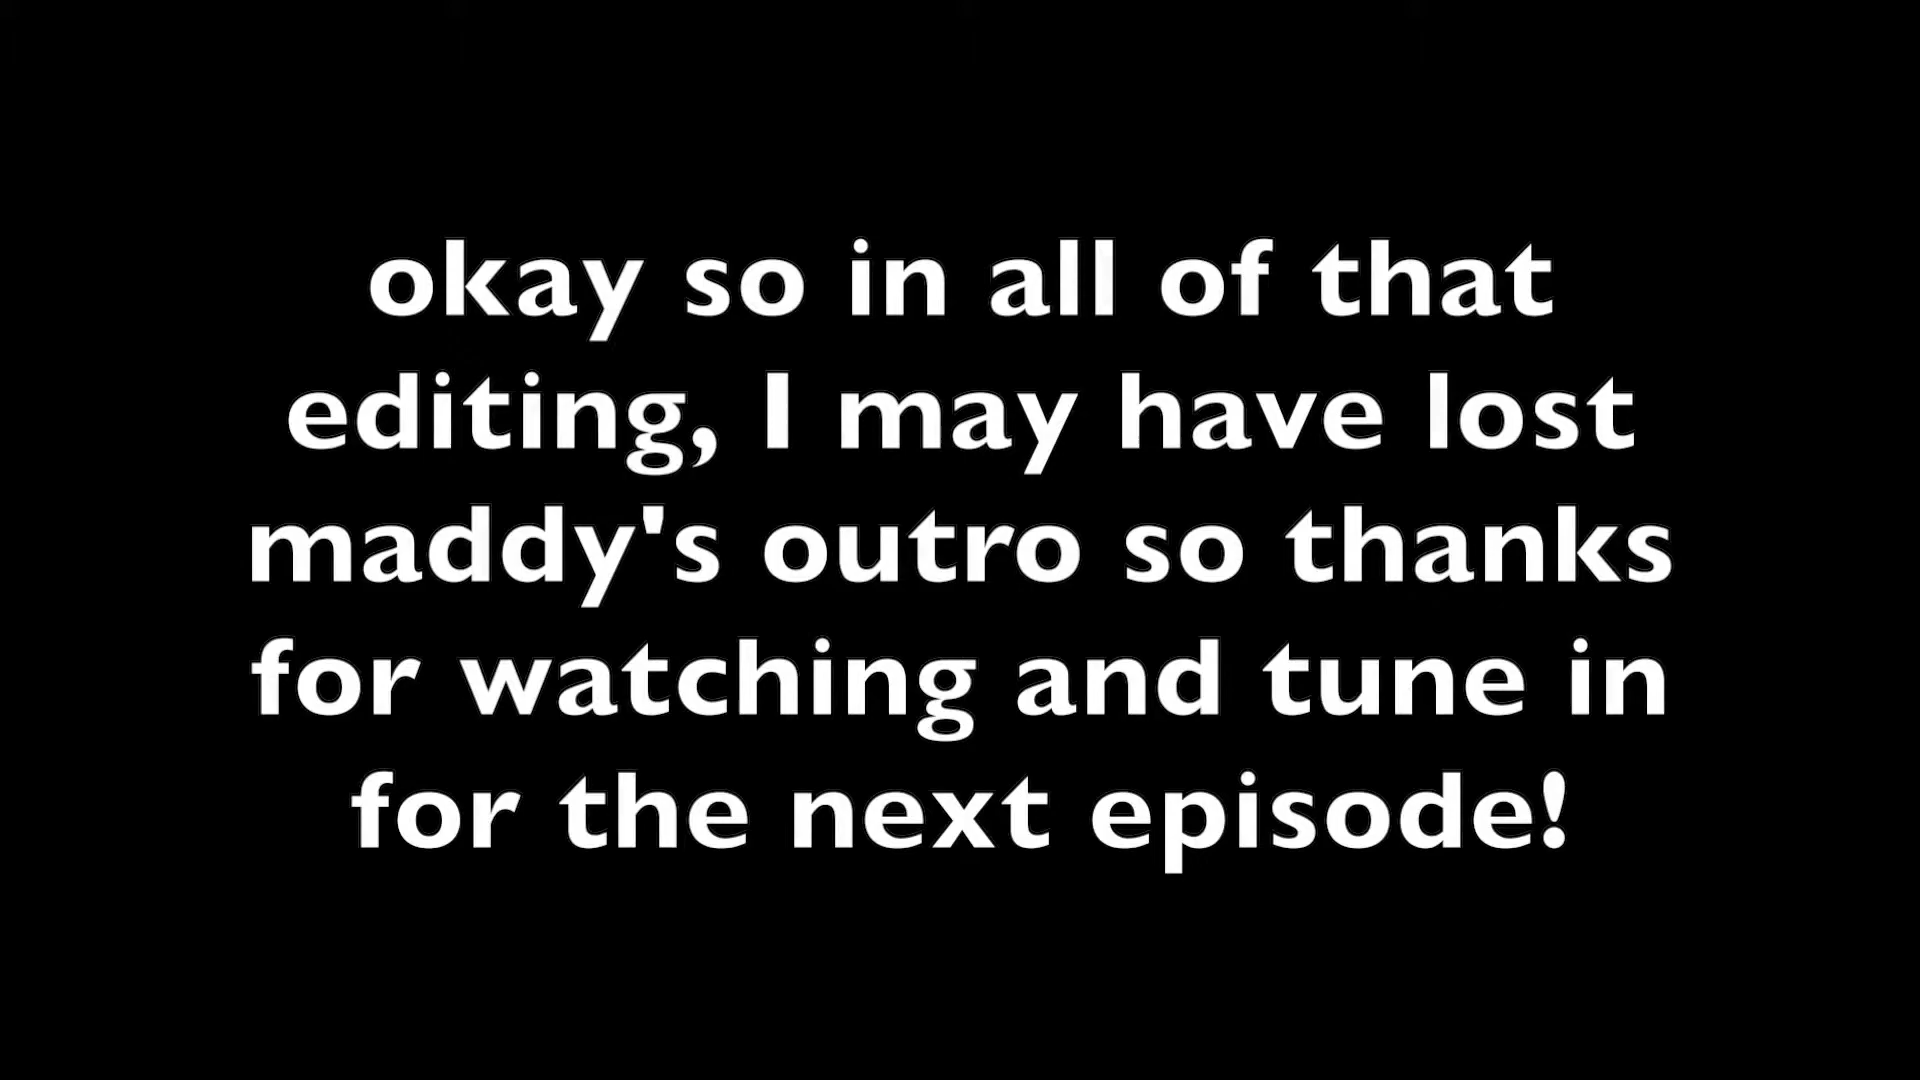 okay so in all of that
editing, I may have lost
maddy's outro so thanks
for watching and tune in
for the next episode!